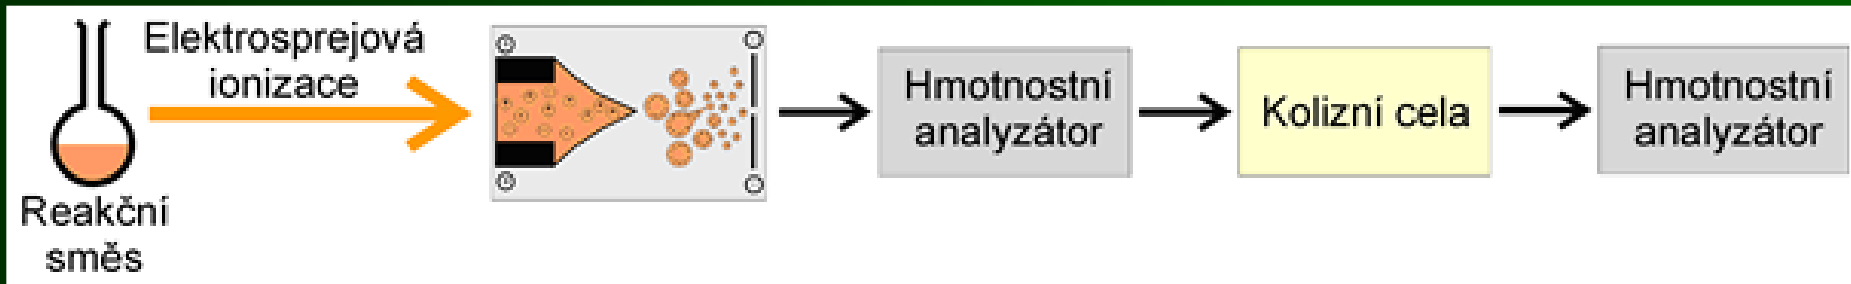 Elektrosprejová
ionizace
Reakční
směs
Hmotnostní
analyzátor
Kolizní cela
Hmotnostní
analyzátor